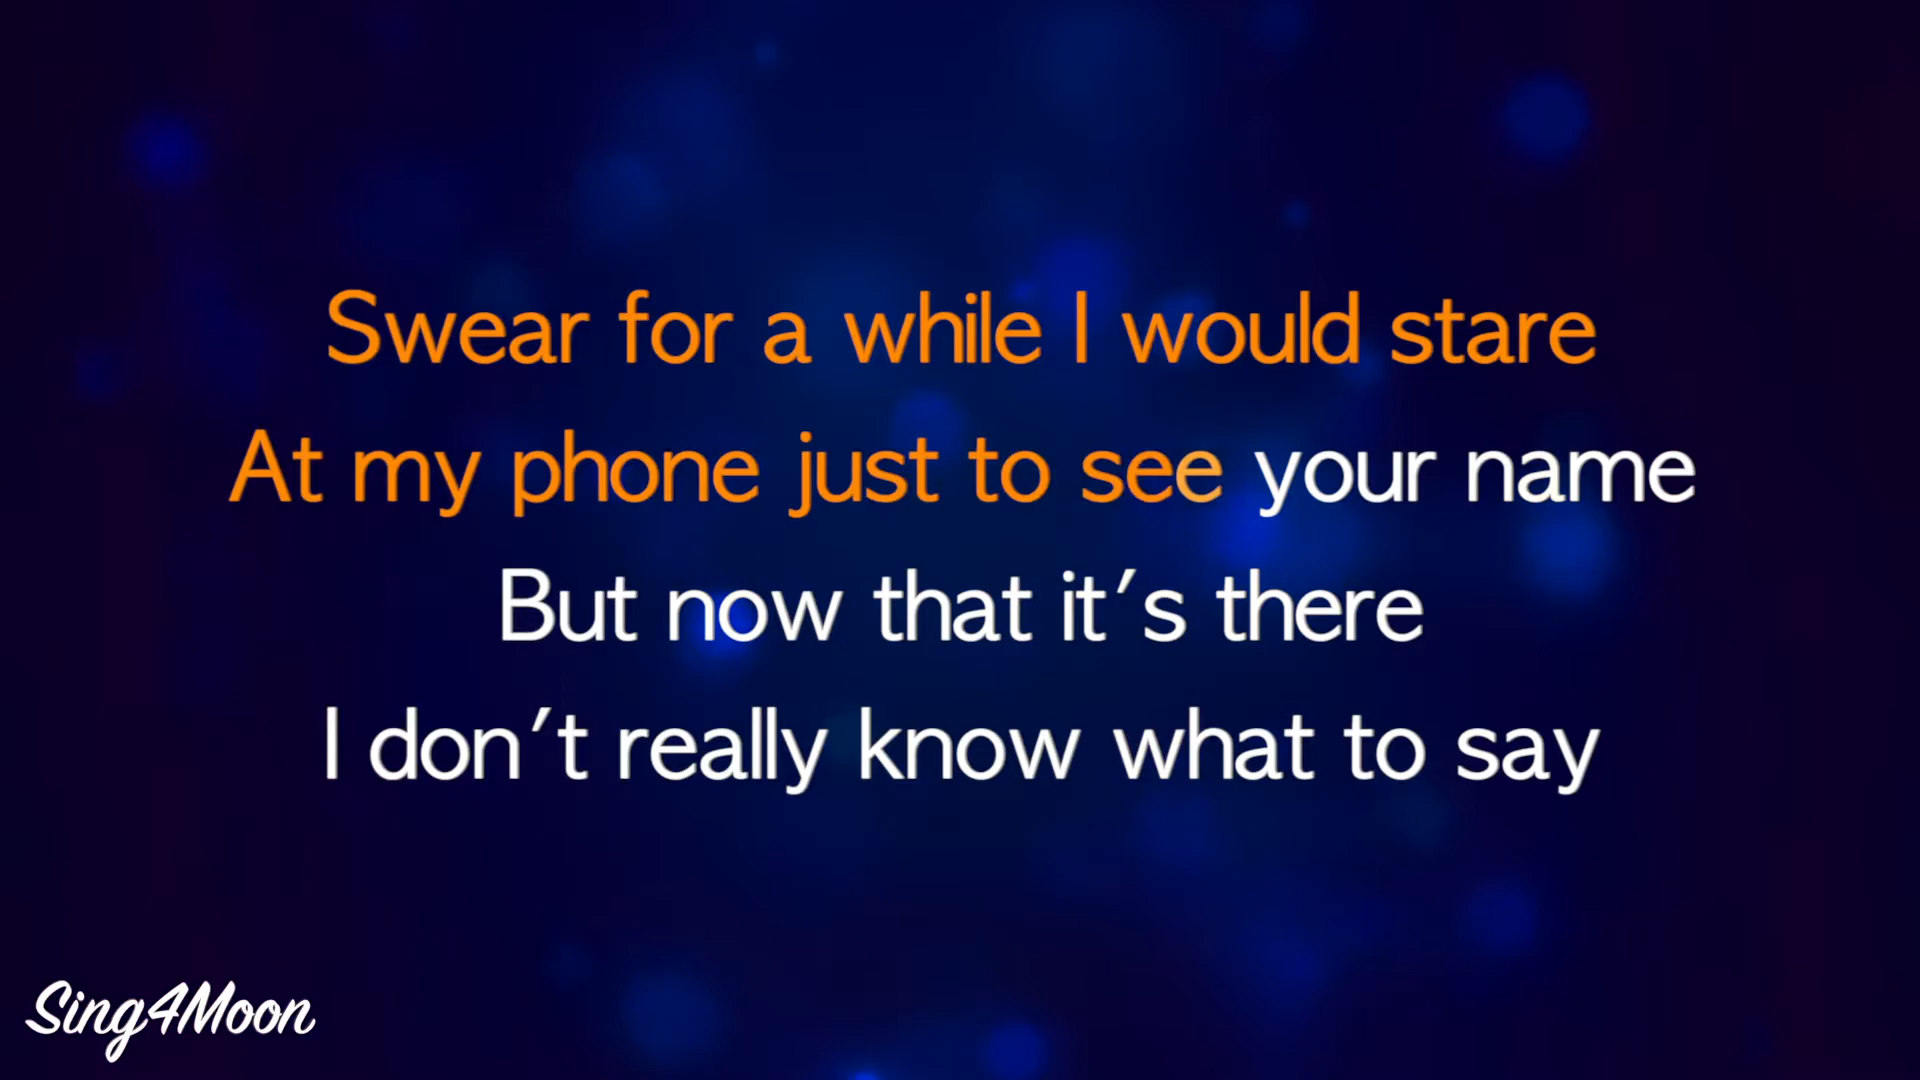 Swear for a while I would stare
At my phone just to see your name
But now that it's there
I don't really know what to say
Sing4Moon